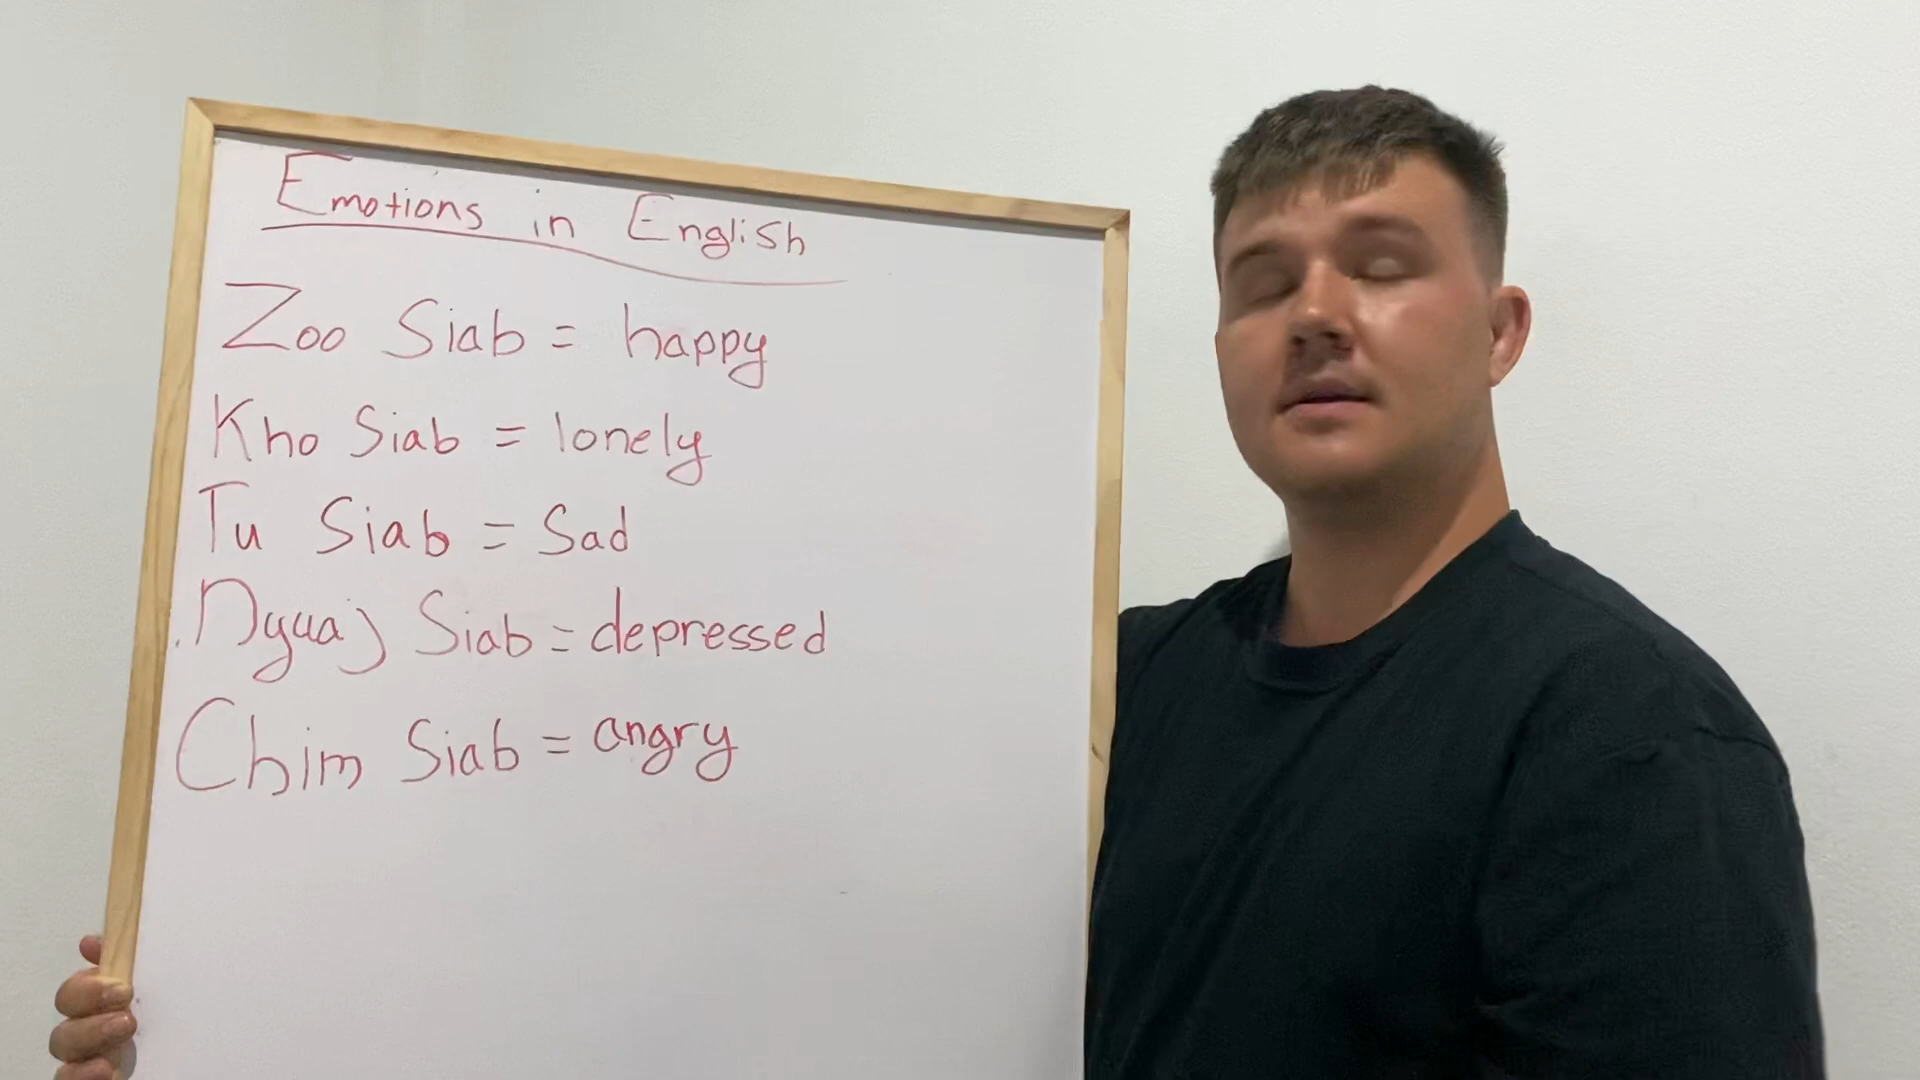 Emotions in English
Zoo Siab = happy
Kho Siab = lonely
Tu Siab = Sad
Nyuaj Siab = depressed
Chim Siab = angry